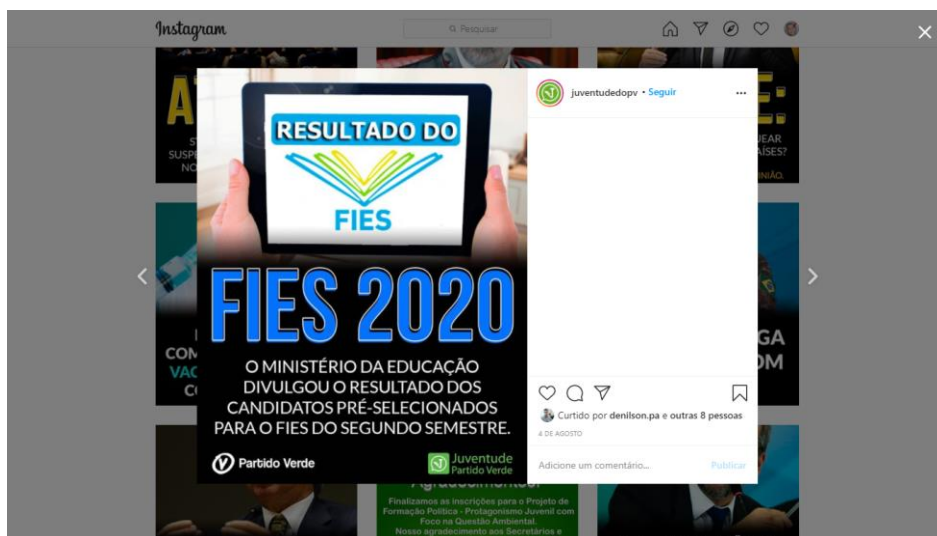 Instagram
Pesquisar
juventudedopv • Seguir
RESULTADO DO
FIES
FIES 2020
O MINISTÉRIO DA EDUCAÇÃO
DIVULGOU O RESULTADO DOS
CANDIDATOS PRÉ-SELECIONADOS
PARA O FIES DO SEGUNDO SEMESTRE.
Partido Verde
Juventude
Partido Verde
Curtido por denilson.pa e outras 8 pessoas
4 DE AGOSTO
Adicione um comentário...
Publicar
Finalizamos as inscrições para o Projeto de
Formação Política - Protagonismo Juvenil com
Foco na Questão Ambiental.
Nosso agradecimento aos Secretários e